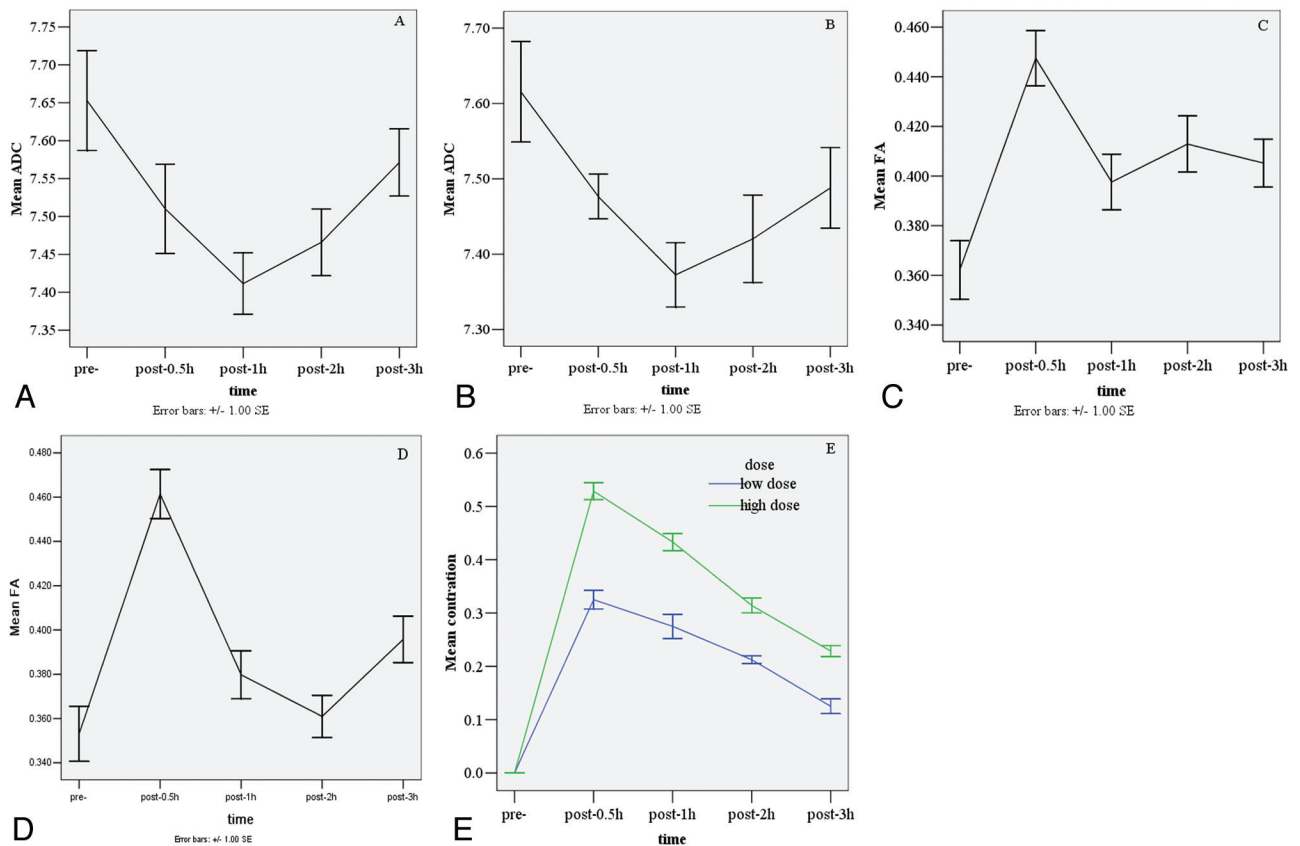 A
7.75
7.70
7.65
7.60
7.55
7.50
7.45
7.40
7.35
Mean ADC
pre- post-0.5h post-1h post-2h post-3h
time
Error bars: +/- 1.00 SE
A
B
7.70
7.60
7.50
7.40
7.30
Mean ADC
pre- post-0.5h post-1h post-2h post-3h
time
Error bars: +/- 1.00 SE
B
C
0.460
0.440
0.420
0.400
0.380
0.360
0.340
Mean FA
pre- post-0.5h post-1h post-2h post-3h
time
Error bars: +/- 1.00 SE
C
D
0.480
0.460
0.440
0.420
0.400
0.380
0.360
0.340
Mean FA
pre- post-0.5h post-1h post-2h post-3h
time
Error bars: +/- 1.00 SE
D
E
dose
low dose
high dose
0.6
0.5
0.4
0.3
0.2
0.1
0.0
Mean contration
pre- post-0.5h post-1h post-2h post-3h
time
E